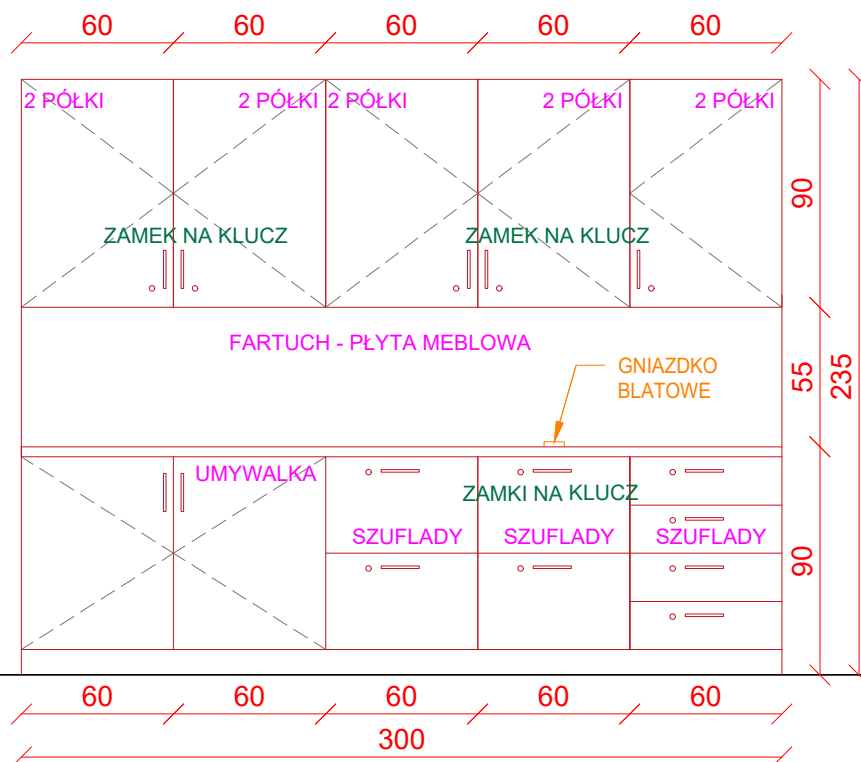 60 60 60 60 60
2 PÓŁKI 2 PÓŁKI 2 PÓŁKI 2 PÓŁKI 2 PÓŁKI
90
ZAMEK NA KLUCZ ZAMEK NA KLUCZ
FARTUCH - PŁYTA MEBLOWA
GNIAZDKO
BLATOWE
55
235
UMYWALKA
ZAMKI NA KLUCZ
SZUFLADY SZUFLADY SZUFLADY
90
60 60 60 60 60
300